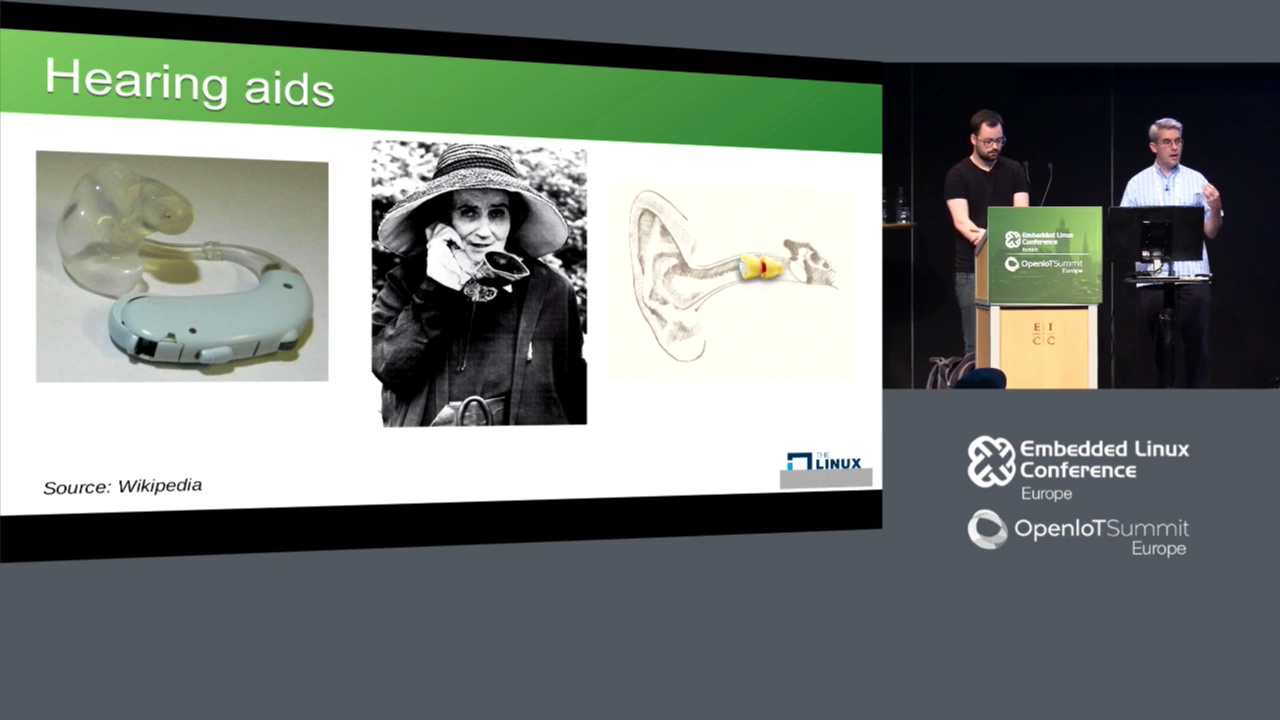 Hearing aids
Source: Wikipedia
THE
LINUX
Embedded Linux
Conference
Europe
OpenIoTSummit
Europe
E I
C C
Embedded Linux
Conference
Europe
OpenIoTSummit
Europe